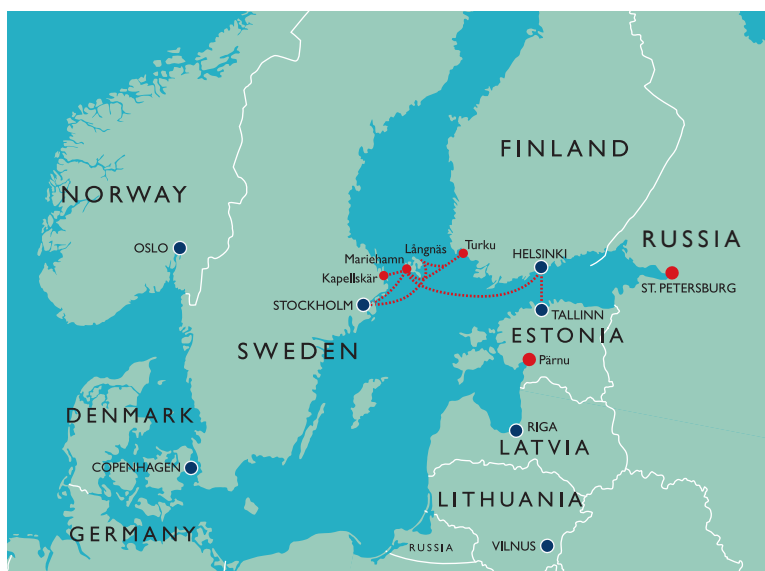 FINLAND
NORWAY
Långnäs
Turku
RUSSIA
OSLO
Mariehamn
HELSINKI
Kapellskär
ST. PETERSBURG
STOCKHOLM
TALLINN
ESTONIA
SWEDEN
Pärnu
DENMARK
RIGA
LATVIA
COPENHAGEN
LITHUANIA
GERMANY
RUSSIA
VILNUS